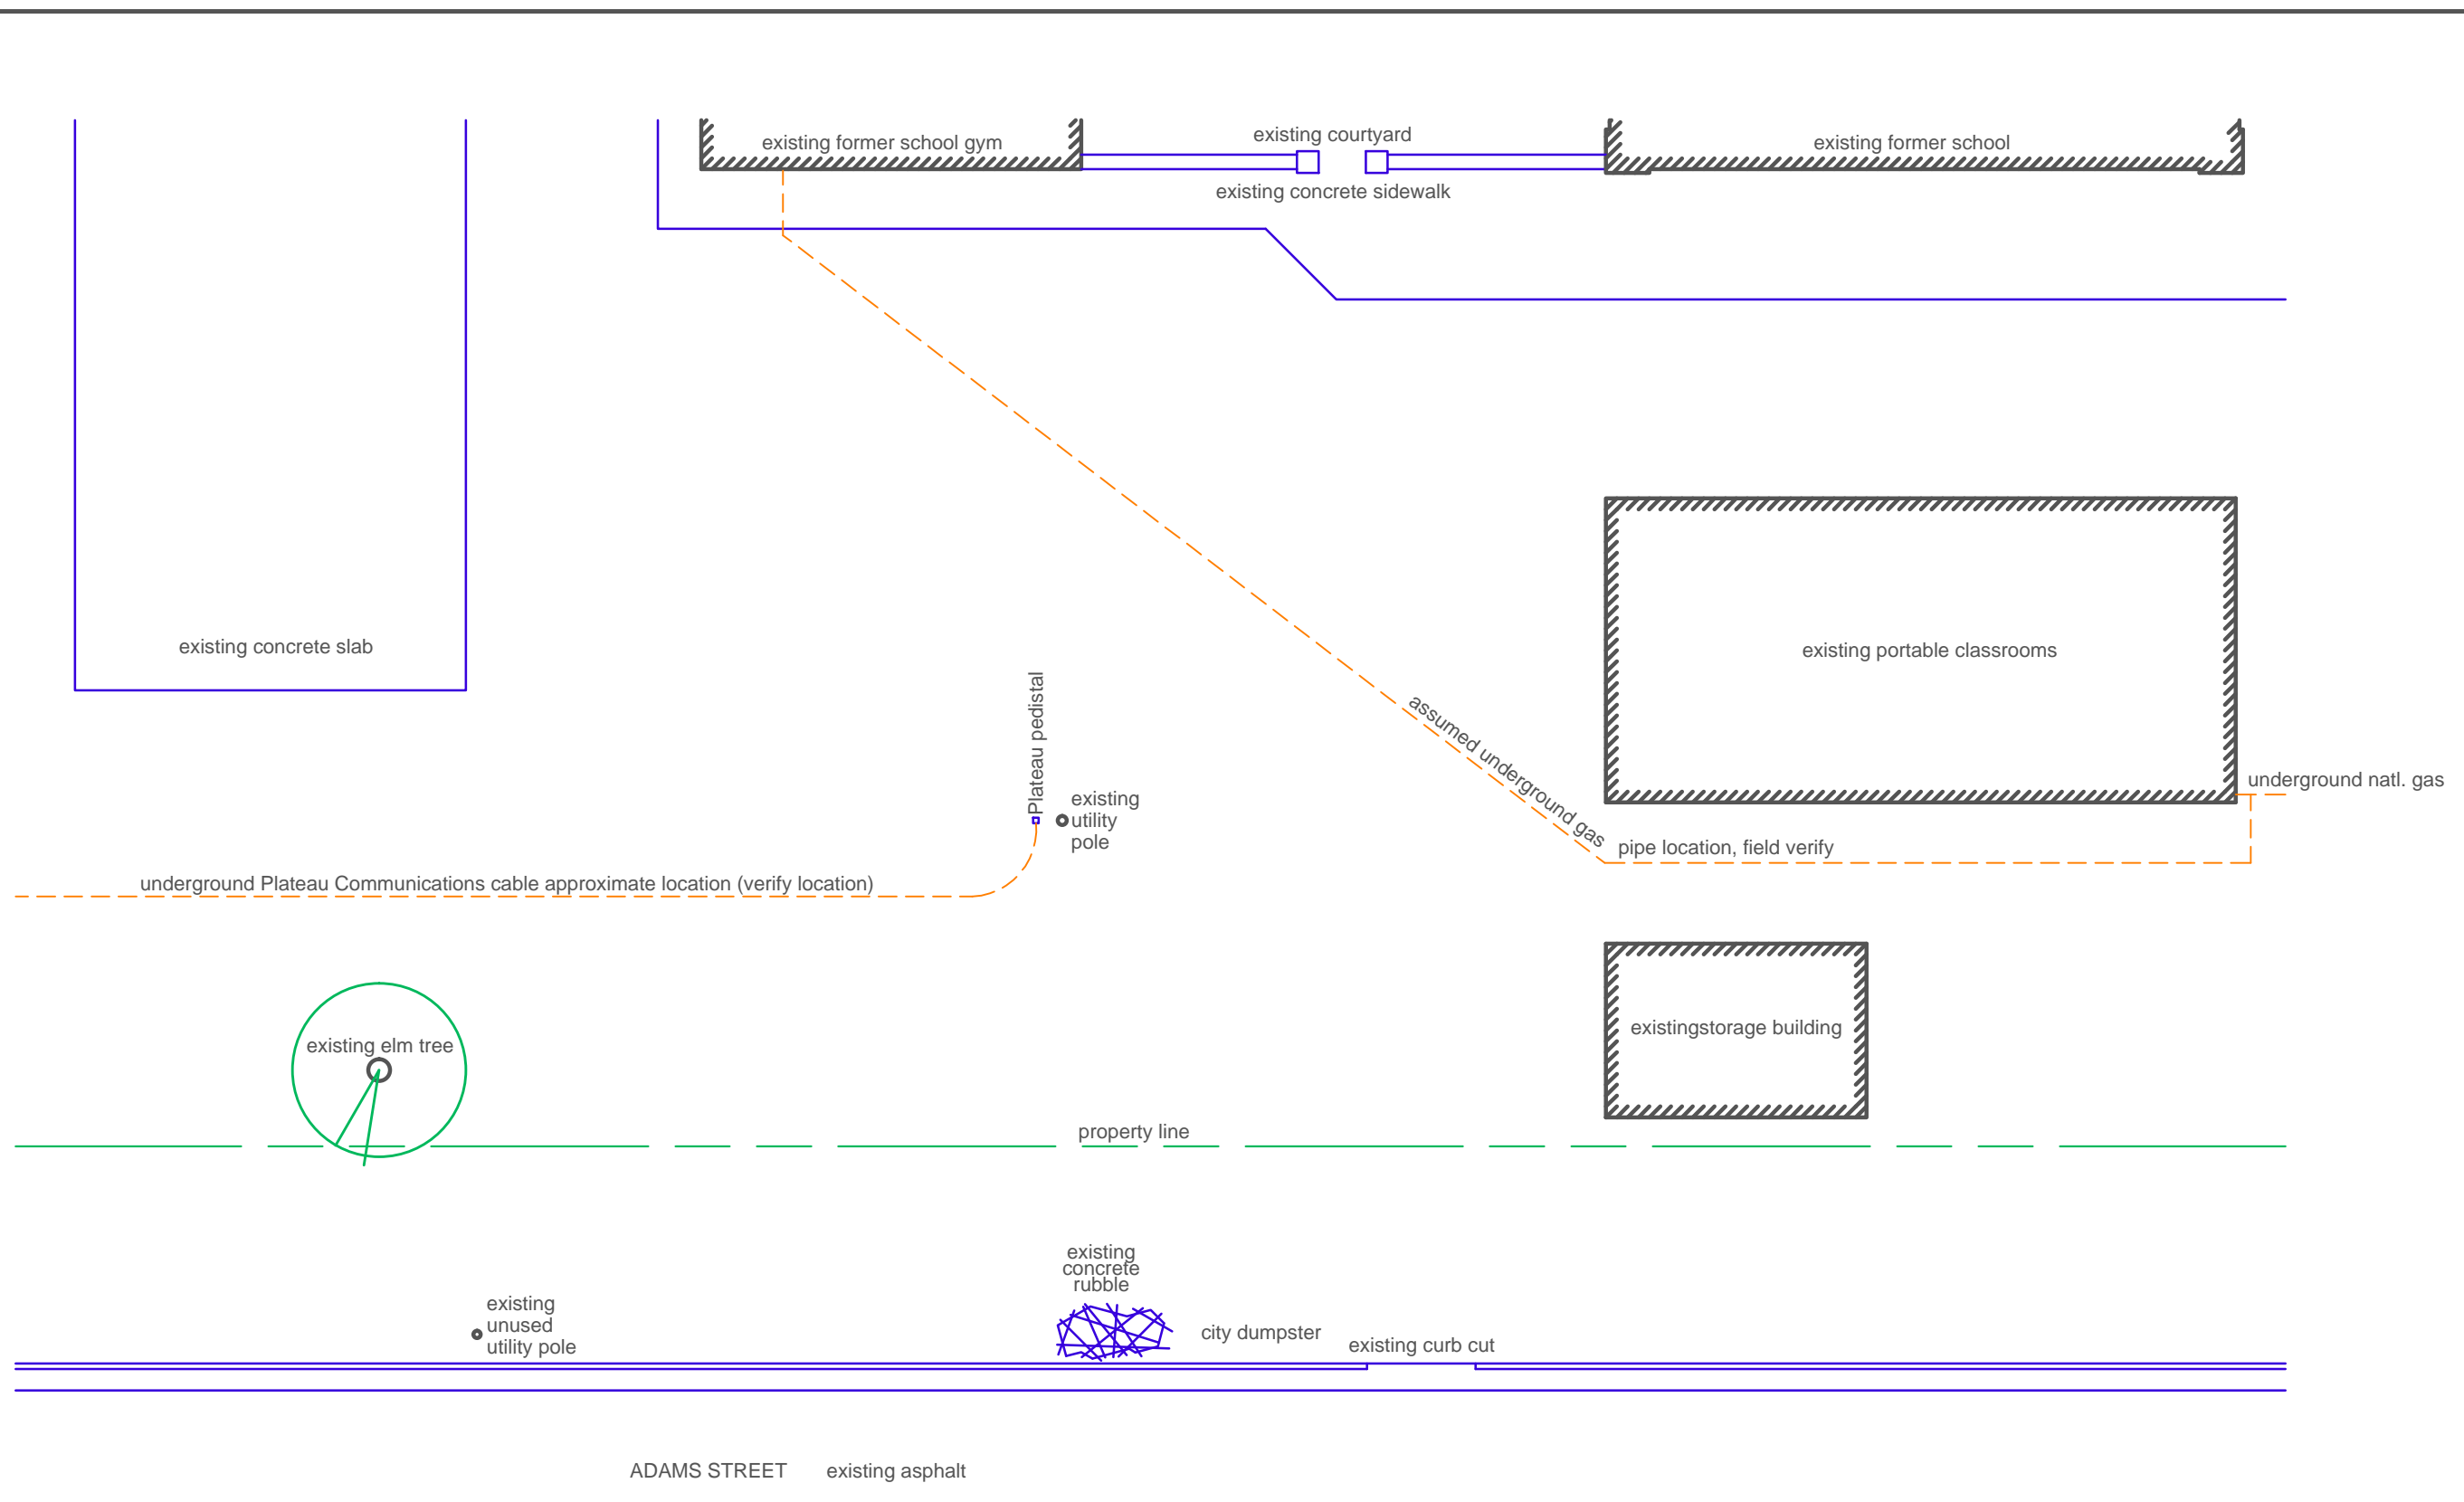 existing former school gym
existing courtyard
existing former school
existing concrete sidewalk
existing concrete slab
existing portable classrooms
Plateau pedistal
assumed underground gas
underground natl. gas
existing
utility
pole
pipe location, field verify
underground Plateau Communications cable approximate location (verify location)
existingstorage building
existing elm tree
property line
existing
concrete
rubble
existing
unused
utility pole
city dumpster
existing curb cut
ADAMS STREET existing asphalt